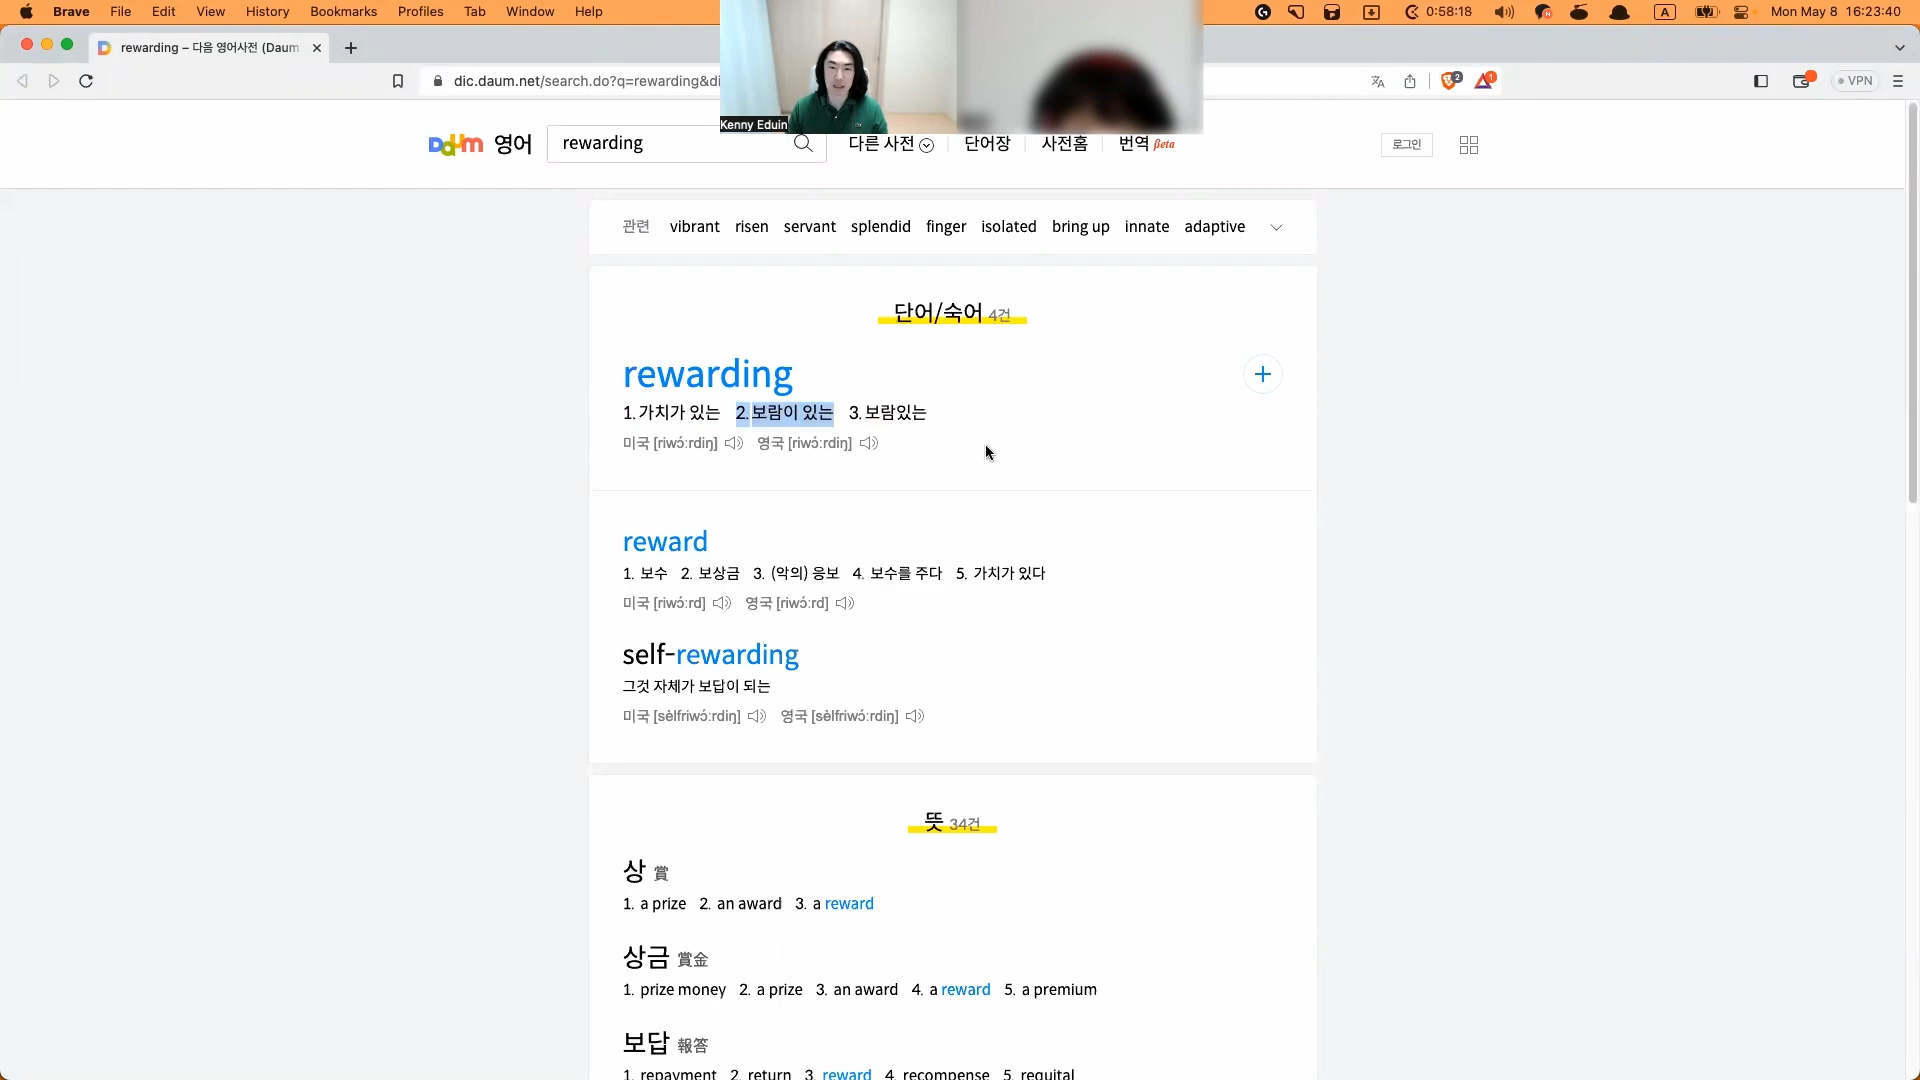 Brave File Edit View History Bookmarks Profiles Tab Window Help 0:58:18 A Mon May 8 16:23:40
rewarding – 다음 영어사전 (Daum
dic.daum.net/search.do?q=rewarding&di
2 1 VPN
Kenny Eduin
Daum 영어 rewarding 다른 사전 단어장 사전홈 번역 βeta 로그인
관련 vibrant risen servant splendid finger isolated bring up innate adaptive
단어/숙어 4건
rewarding
1. 가치가 있는 2. 보람이 있는 3. 보람있는
미국 [riwɔ́:rdiŋ] 영국 [riwɔ́:rdiŋ]
reward
1. 보수 2. 보상금 3. (악의) 응보 4. 보수를 주다 5. 가치가 있다
미국 [riwɔ́:rd] 영국 [riwɔ́:rd]
self-rewarding
그것 자체가 보답이 되는
미국 [sèlfriwɔ́:rdiŋ] 영국 [sèlfriwɔ́:rdiŋ]
뜻 34건
상 賞
1. a prize 2. an award 3. a reward
상금 賞金
1. prize money 2. a prize 3. an award 4. a reward 5. a premium
보답 報答
1. repayment 2. return 3. reward 4. recompense 5. requital